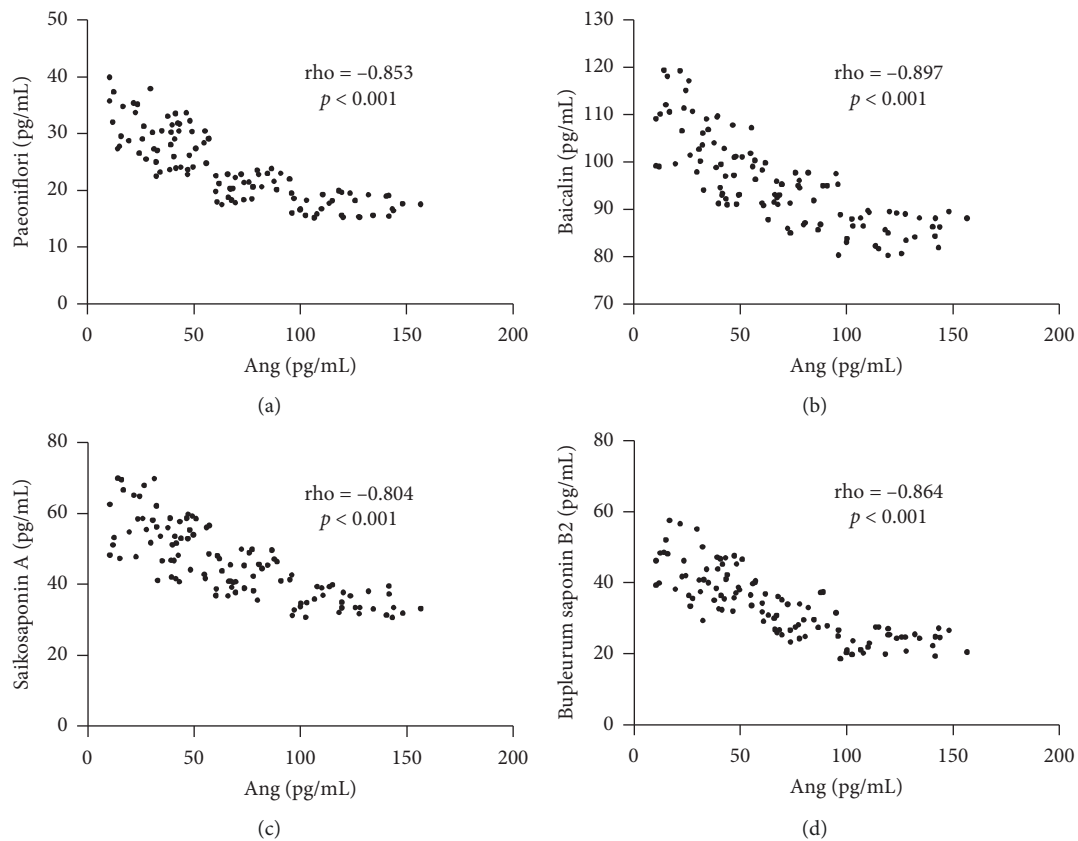 50
40
30
20
10
0
Paeoniflori (pg/mL)
rho = –0.853
p < 0.001
0 50 100 150 200
Ang (pg/mL)
(a)
130
120
110
100
90
80
70
Baicalin (pg/mL)
rho = –0.897
p < 0.001
0 50 100 150 200
Ang (pg/mL)
(b)
80
60
40
20
0
Saikosaponin A (pg/mL)
rho = –0.804
p < 0.001
0 50 100 150 200
Ang (pg/mL)
(c)
80
60
40
20
0
Bupleurum saponin B2 (pg/mL)
rho = –0.864
p < 0.001
0 50 100 150 200
Ang (pg/mL)
(d)